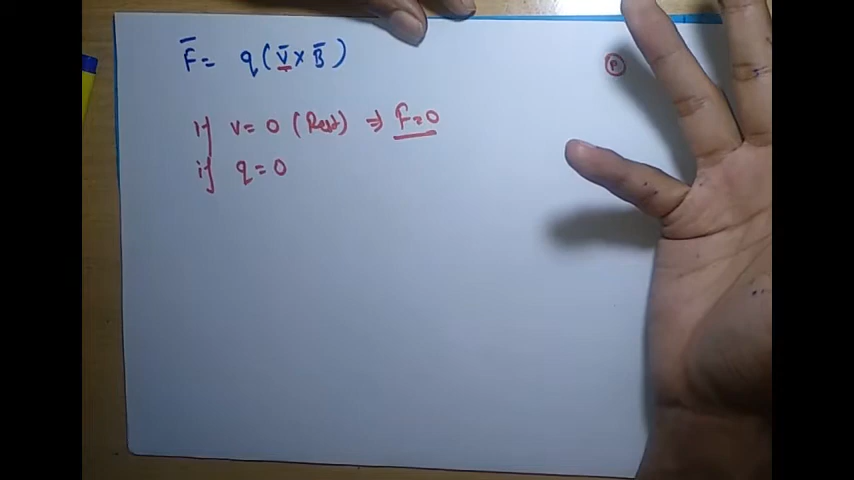 F̄ = q ( V̄ × B̄ )
If v = 0 (Rest) ⇒ F = 0
if q = 0